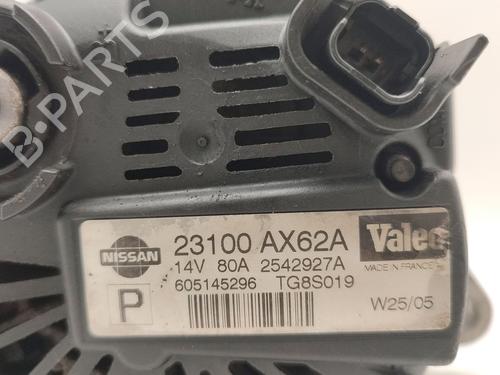 B-PARTS
NISSAN
23100 AX62A
Valeo
14V 80A 2542927A
MADE IN FRANCE
605145296 TG8S019
P
W25/05